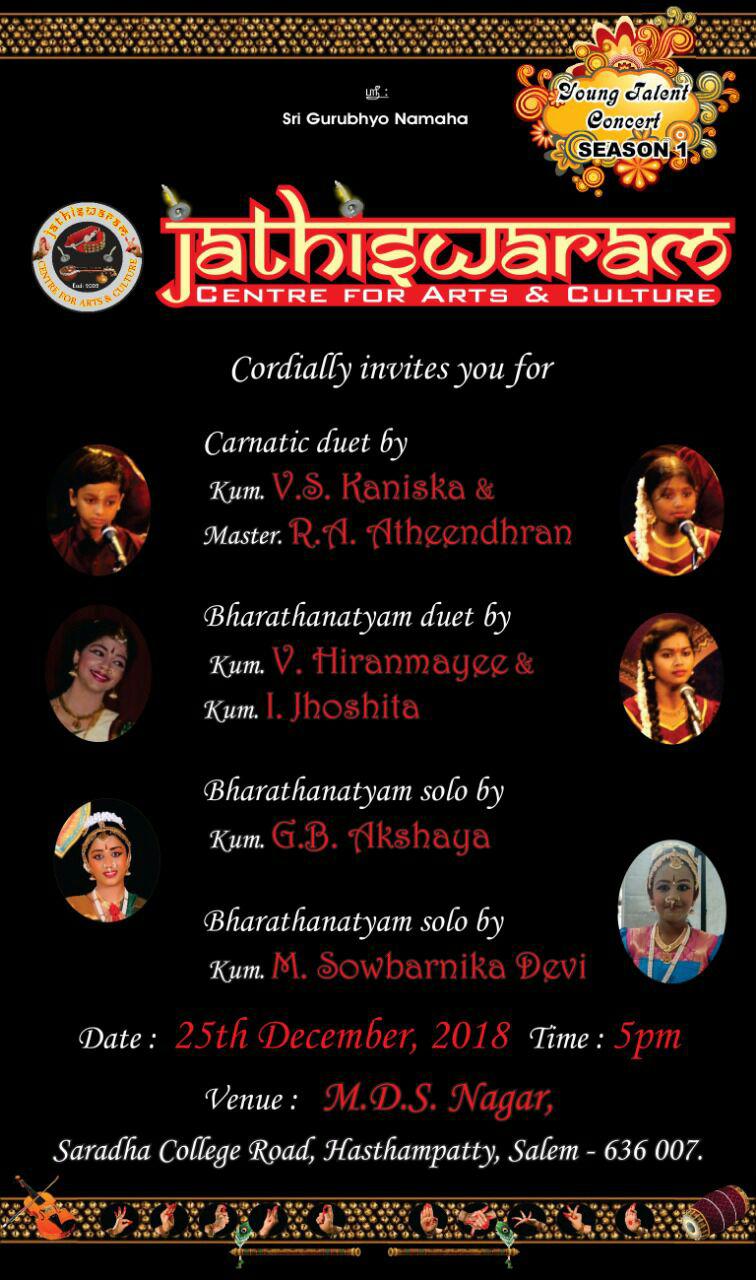 ஸ்ரீ :
Sri Gurubhyo Namaha
Young Talent
Concert
SEASON 1
jathiswaram
CENTRE FOR ARTS & CULTURE
jathiswaram
CENTRE FOR ARTS & CULTURE
Cordially invites you for
Carnatic duet by
Kum. V.S. Kaniska &
Master. R.A. Atheendhran
Bharathanatyam duet by
Kum. V. Hiranmayee &
Kum. I. Jhoshita
Bharathanatyam solo by
Kum. G.B. Akshaya
Bharathanatyam solo by
Kum. M. Sowbarnika Devi
Date : 25th December, 2018 Time : 5pm
Venue : M.D.S. Nagar,
Saradha College Road, Hasthampatty, Salem - 636 007.